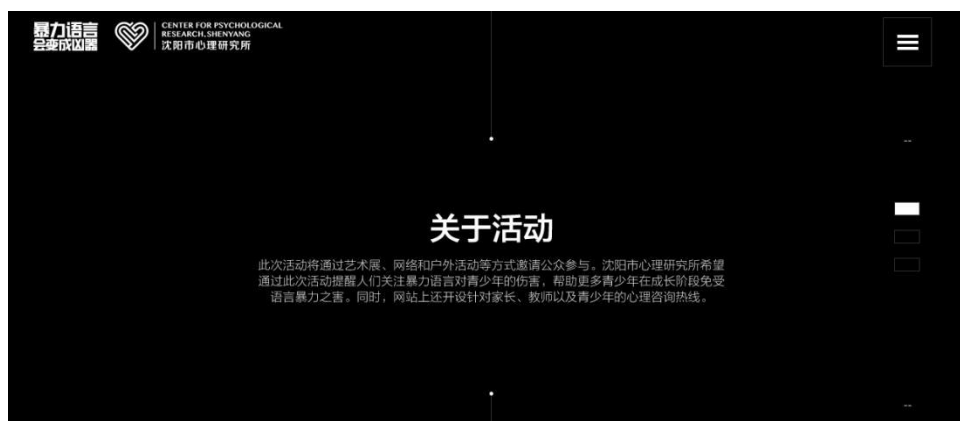 暴力语言
会变成凶器
CENTER FOR PSYCHOLOGICAL
RESEARCH, SHENYANG
沈阳市心理研究所
--
关于活动
此次活动将通过艺术展、网络和户外活动等方式邀请公众参与。沈阳市心理研究所希望
通过此次活动提醒人们关注暴力语言对青少年的伤害，帮助更多青少年在成长阶段免受
语言暴力之害。同时，网站上还开设针对家长、教师以及青少年的心理咨询热线。
--